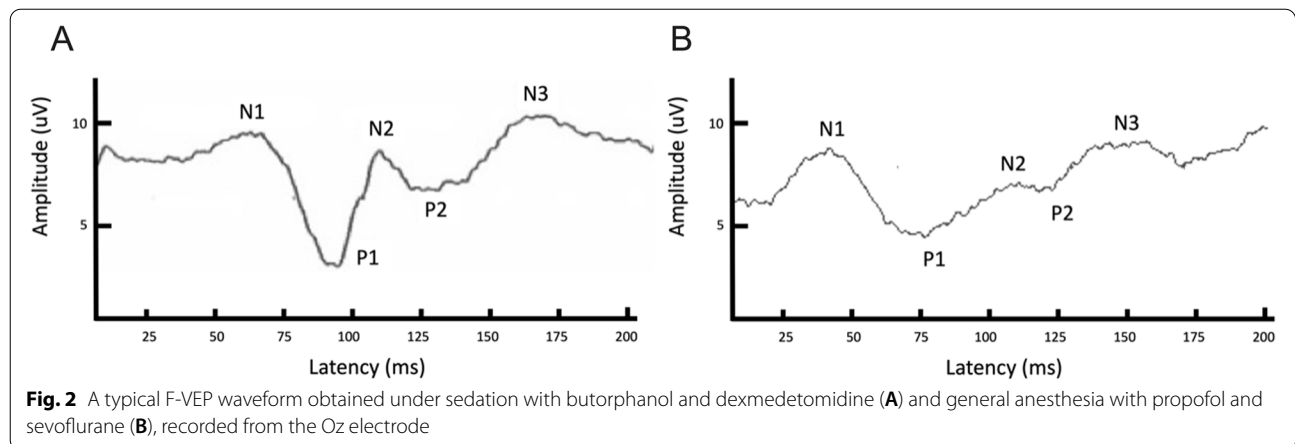 A
B
Amplitude (uV)
10
5
N1
N2
N3
P1
P2
25 50 75 100 125 150 175 200
Latency (ms)
Amplitude (uV)
10
5
N1
N2
N3
P1
P2
25 50 75 100 125 150 175 200
Latency (ms)
Fig. 2 A typical F-VEP waveform obtained under sedation with butorphanol and dexmedetomidine (A) and general anesthesia with propofol and
sevoflurane (B), recorded from the Oz electrode